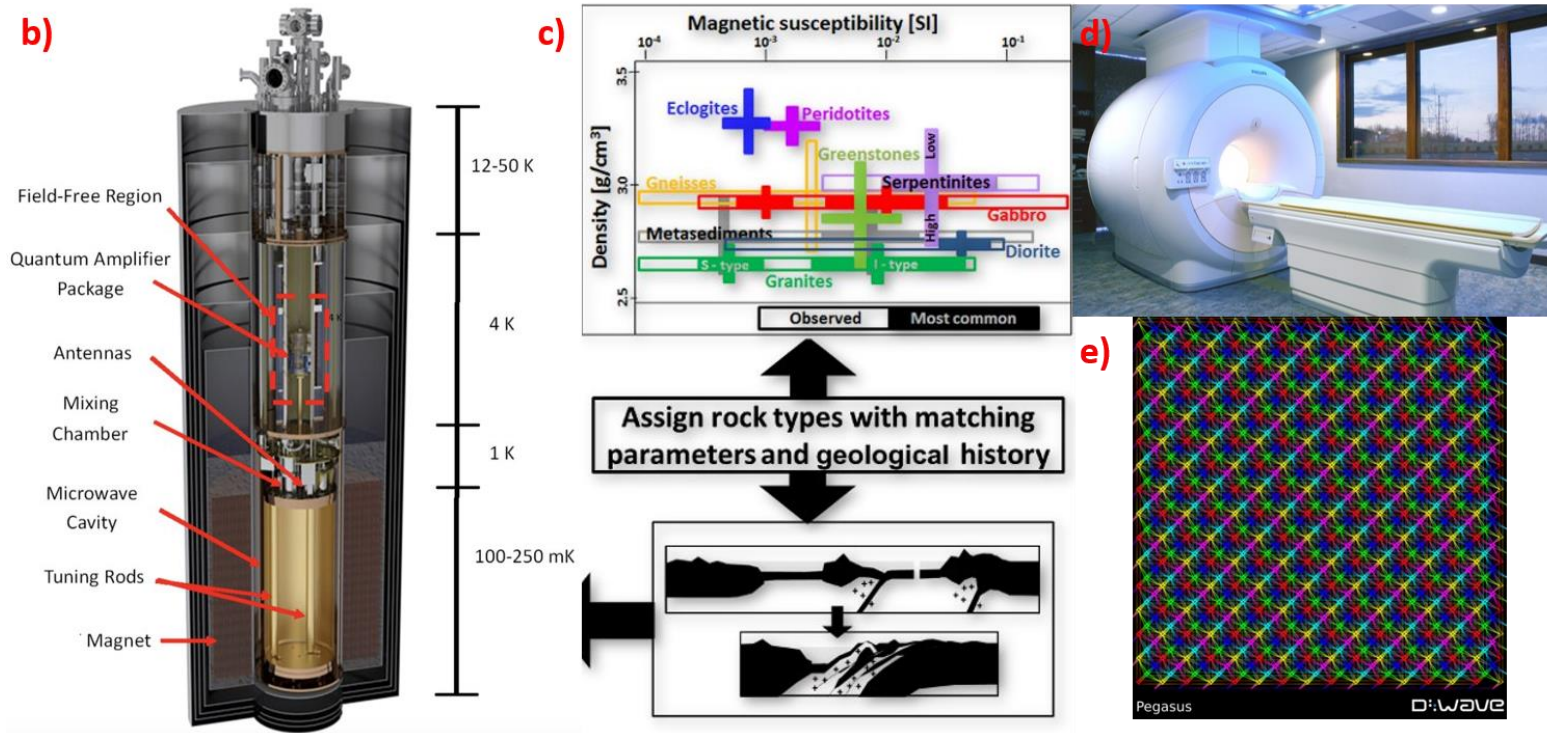 b)
12-50 K
Field-Free Region
Quantum Amplifier
Package
4 K
Antennas
Mixing
Chamber
1 K
Microwave
Cavity
100-250 mK
Tuning Rods
Magnet
c)
Magnetic susceptibility [SI]
10-4
10-3
10-2
10-1
Density [g/cm3]
3.5
3.0
2.5
Eclogites
Peridotites
Greenstones
Low
Gneisses
Serpentinites
Gabbro
High
Metasediments
Diorite
S - type
I - type
Granites
Observed
Most common
Assign rock types with matching
parameters and geological history
d)
PHILIPS
e)
Pegasus
D:wave